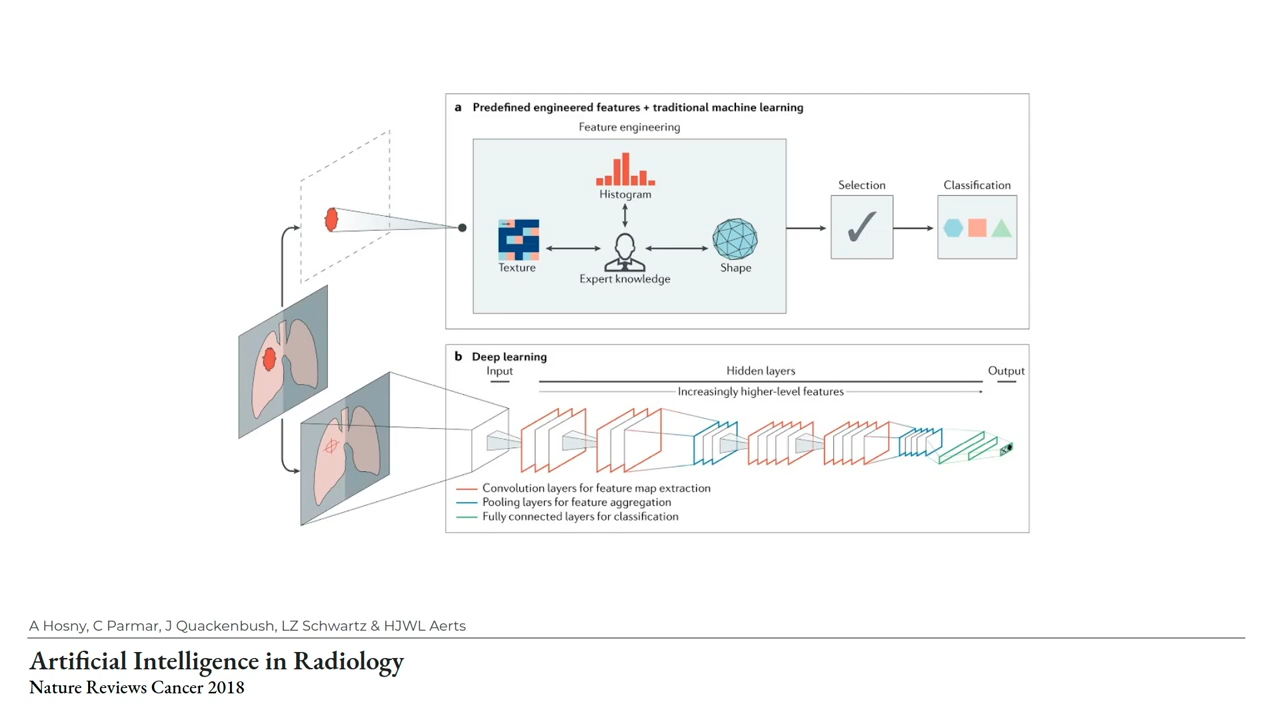 a Predefined engineered features + traditional machine learning
Feature engineering
Histogram
Texture
Expert knowledge
Shape
Selection
Classification
b Deep learning
Input
Hidden layers
Output
Increasingly higher-level features
Convolution layers for feature map extraction
Pooling layers for feature aggregation
Fully connected layers for classification
A Hosny, C Parmar, J Quackenbush, LZ Schwartz & HJWL Aerts
Artificial Intelligence in Radiology
Nature Reviews Cancer 2018